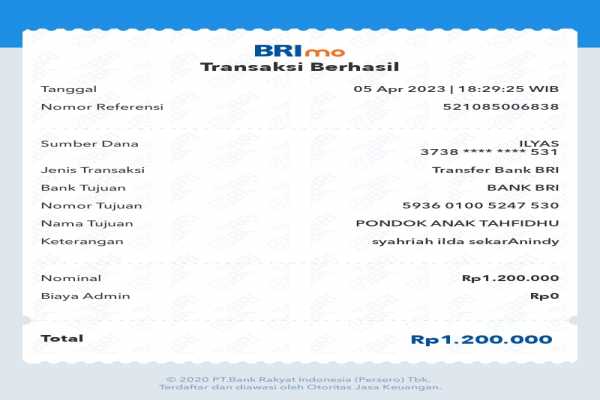 BRImo
Transaksi Berhasil
Tanggal 05 Apr 2023 | 18:29:25 WIB
Nomor Referensi 521085006838
Sumber Dana ILYAS
3738 **** **** 531
Jenis Transaksi Transfer Bank BRI
Bank Tujuan BANK BRI
Nomor Tujuan 5936 0100 5247 530
Nama Tujuan PONDOK ANAK TAHFIDHU
Keterangan syahriah ilda sekarAnindy
Nominal Rp1.200.000
Biaya Admin Rp0
Total Rp1.200.000
© 2020 PT.Bank Rakyat Indonesia (Persero) Tbk.
Terdaftar dan diawasi oleh Otoritas Jasa Keuangan.